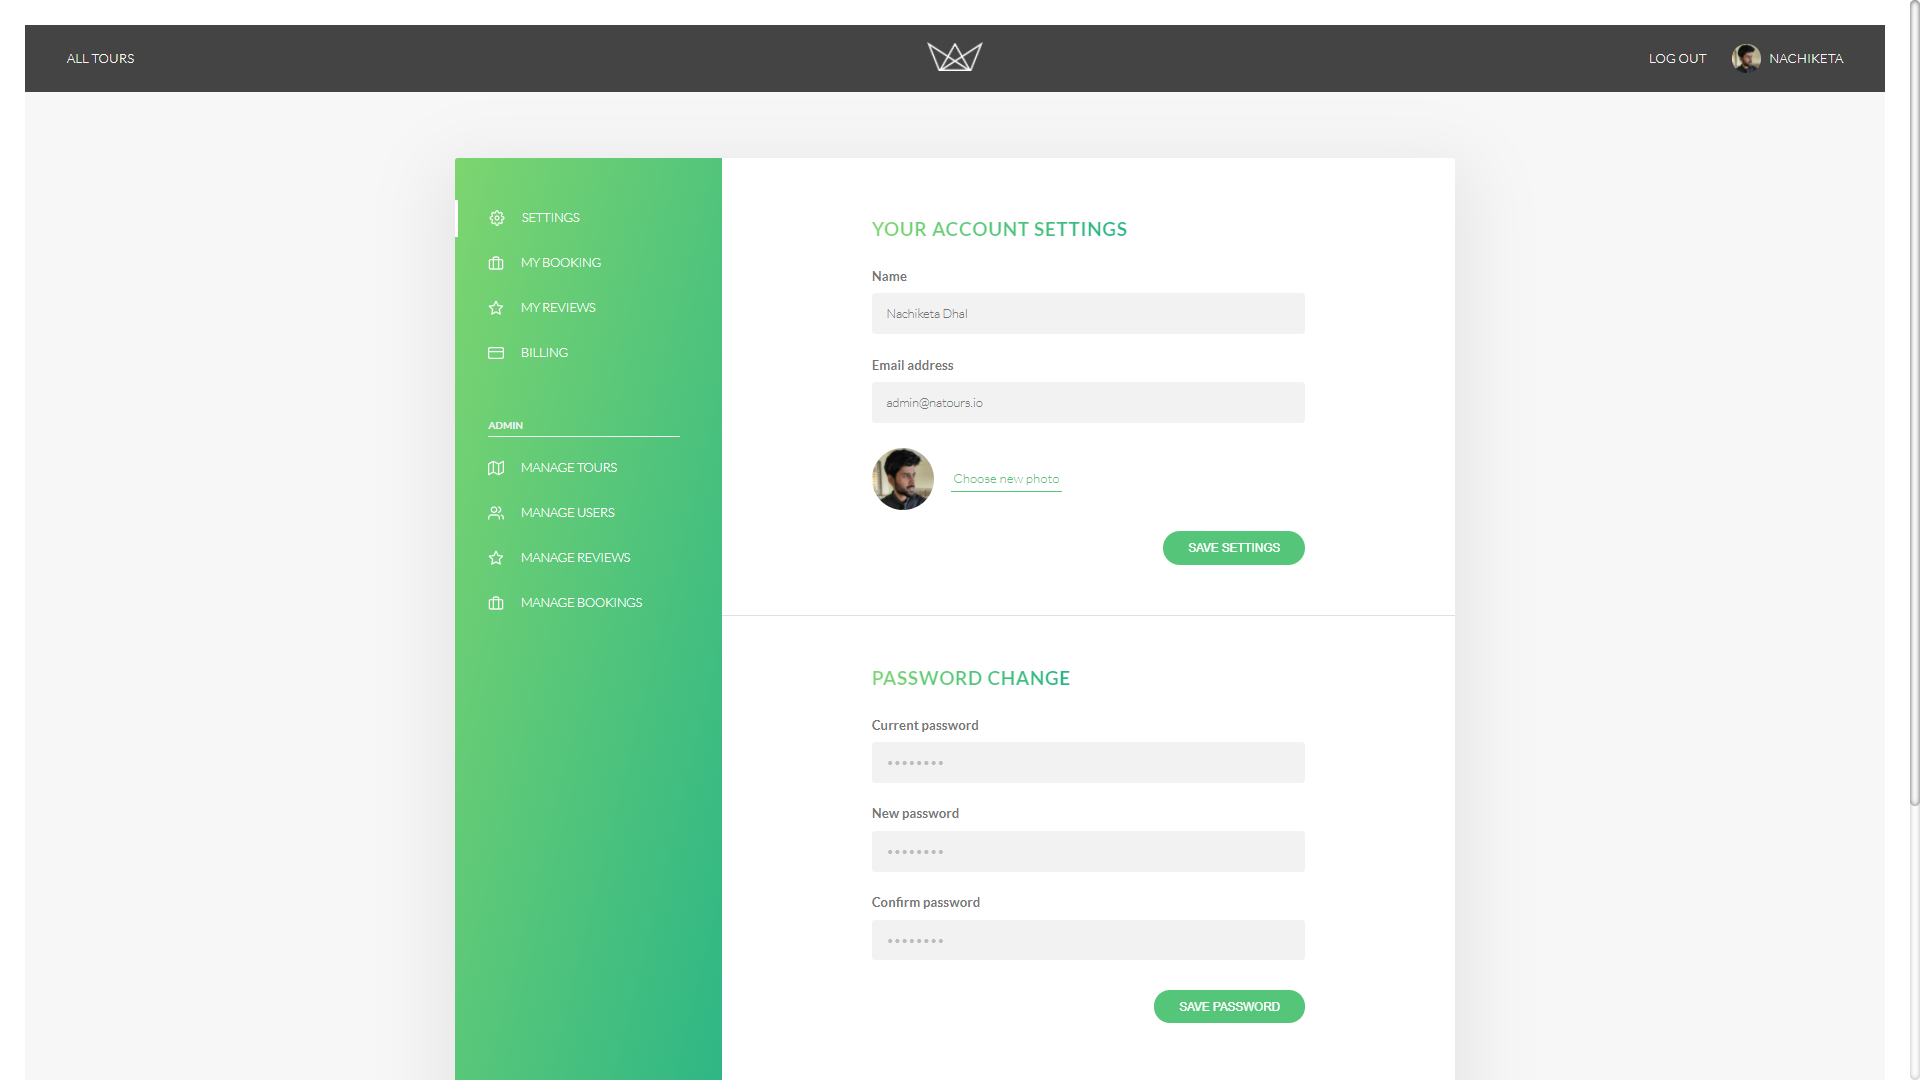 ALL TOURS
LOG OUT
NACHIKETA
SETTINGS
MY BOOKING
MY REVIEWS
BILLING
ADMIN
MANAGE TOURS
MANAGE USERS
MANAGE REVIEWS
MANAGE BOOKINGS
YOUR ACCOUNT SETTINGS
Name
Nachiketa Dhal
Email address
admin@natours.io
Choose new photo
SAVE SETTINGS
PASSWORD CHANGE
Current password
••••••••
New password
••••••••
Confirm password
••••••••
SAVE PASSWORD